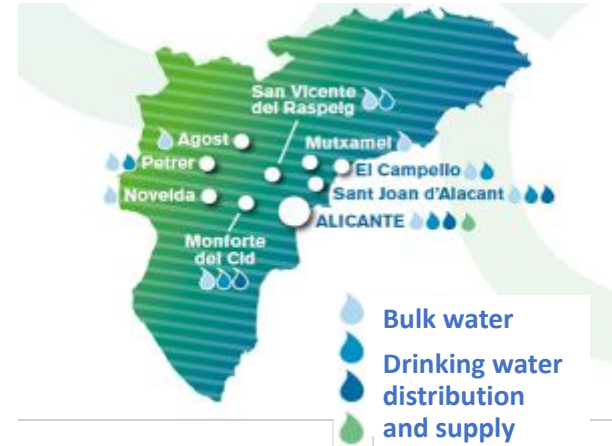 San Vicente
del Raspeig
Agost
Mutxamel
Petrer
El Campello
Novelda
Sant Joan d'Alacant
ALICANTE
Monforte
del Cid
Bulk water
Drinking water
distribution
and supply